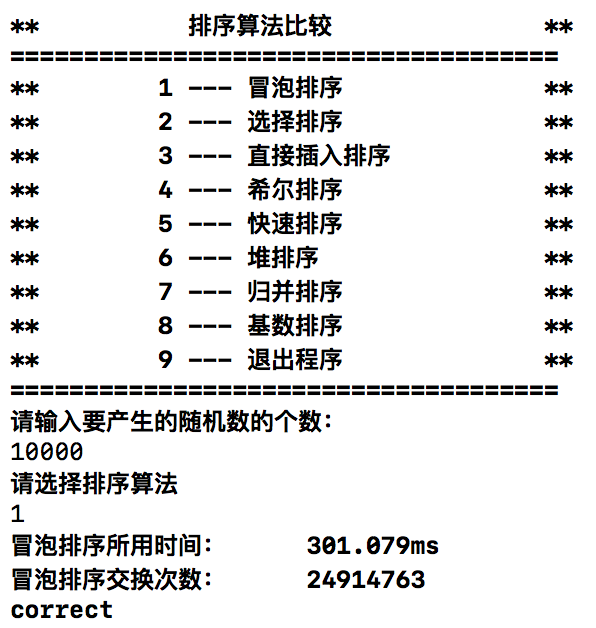 **          排序算法比较          **
=====================================
**        1 --- 冒泡排序          **
**        2 --- 选择排序          **
**        3 --- 直接插入排序      **
**        4 --- 希尔排序          **
**        5 --- 快速排序          **
**        6 --- 堆排序            **
**        7 --- 归并排序          **
**        8 --- 基数排序          **
**        9 --- 退出程序          **
=====================================
请输入要产生的随机数的个数：
10000
请选择排序算法
1
冒泡排序所用时间：      301.079ms
冒泡排序交换次数：      24914763
correct